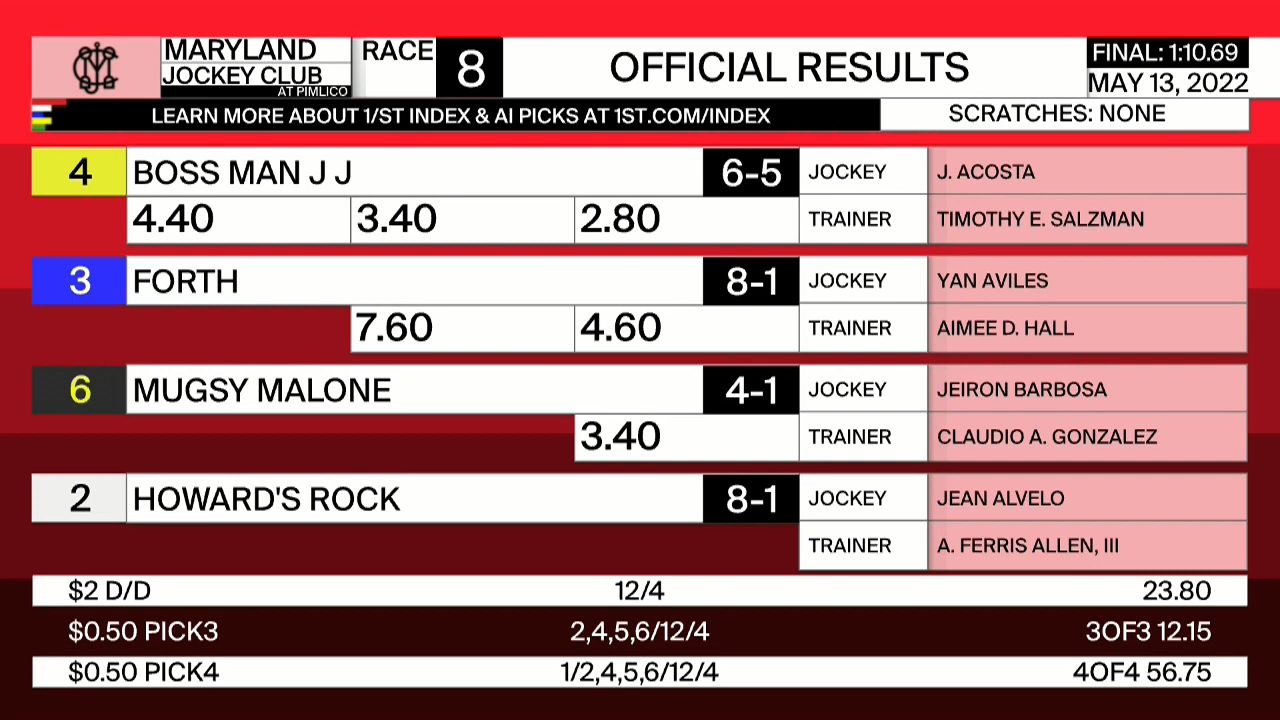 MARYLAND
JOCKEY CLUB
AT PIMLICO
RACE 8
OFFICIAL RESULTS
FINAL: 1:10.69
MAY 13, 2022
LEARN MORE ABOUT 1/ST INDEX & AI PICKS AT 1ST.COM/INDEX
SCRATCHES: NONE
4 BOSS MAN J J 6-5 JOCKEY J. ACOSTA
4.40 3.40 2.80 TRAINER TIMOTHY E. SALZMAN
3 FORTH 8-1 JOCKEY YAN AVILES
7.60 4.60 TRAINER AIMEE D. HALL
6 MUGSY MALONE 4-1 JOCKEY JEIRON BARBOSA
3.40 TRAINER CLAUDIO A. GONZALEZ
2 HOWARD'S ROCK 8-1 JOCKEY JEAN ALVELO
TRAINER A. FERRIS ALLEN, III
$2 D/D 12/4 23.80
$0.50 PICK3 2,4,5,6/12/4 3OF3 12.15
$0.50 PICK4 1/2,4,5,6/12/4 4OF4 56.75